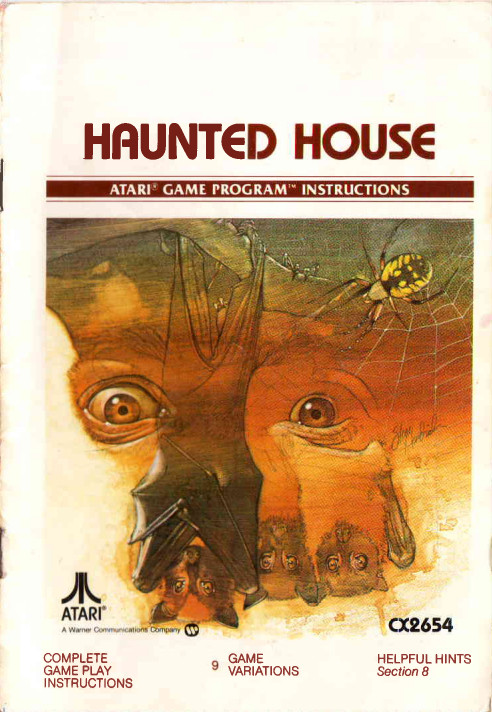 HAUNTED HOUSE
ATARI® GAME PROGRAM™ INSTRUCTIONS
ATARI®
A Warner Communications Company
CX2654
COMPLETE
GAME PLAY
INSTRUCTIONS
9 GAME
VARIATIONS
HELPFUL HINTS
Section 8